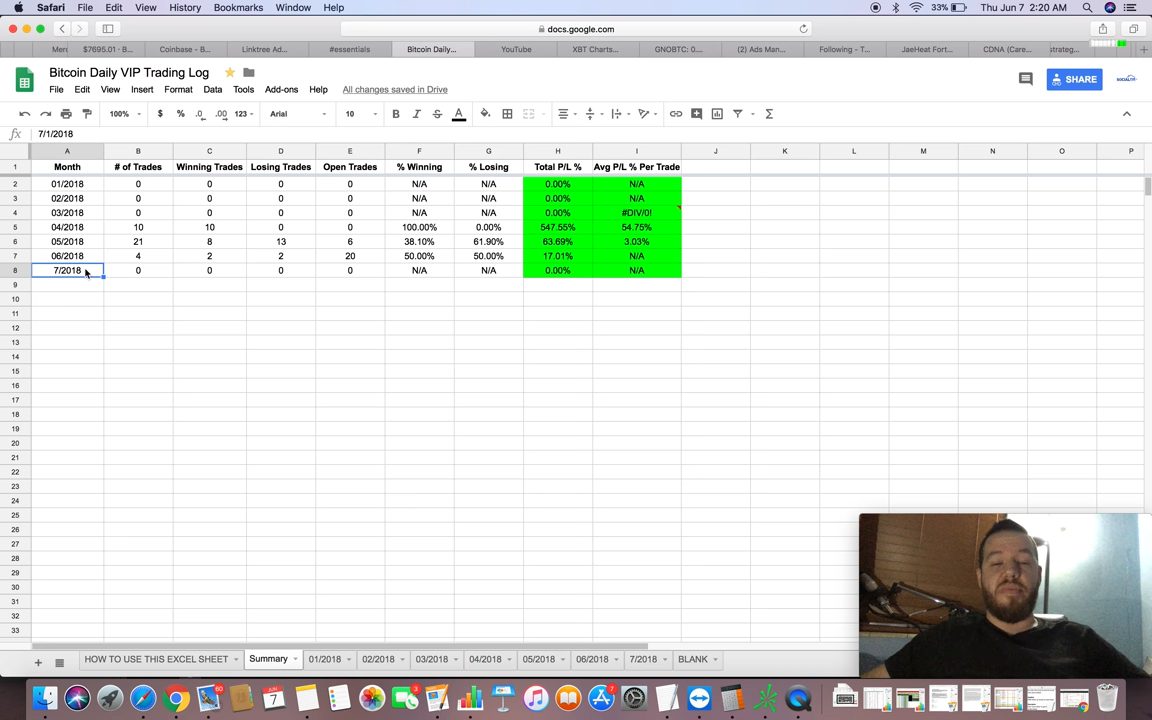 Safari File Edit View History Bookmarks Window Help 33% Thu Jun 7 2:20 AM
docs.google.com
Merc $7695.01 · B... Coinbase - B... Linktree Ad... #essentials Bitcoin Daily... YouTube XBT Charts... GNOBTC: 0.... (2) Ads Man... Following - T... JaeHeat Fort... CDNA (Care... strateg...
Bitcoin Daily VIP Trading Log
File Edit View Insert Format Data Tools Add-ons Help All changes saved in Drive
SHARE
100% $ % .0 .00 123 Arial 10 B I S A
fx 7/1/2018
A B C D E F G H I J K L M N O P
1 Month # of Trades Winning Trades Losing Trades Open Trades % Winning % Losing Total P/L % Avg P/L % Per Trade
2 01/2018 0 0 0 0 N/A N/A 0.00% N/A
3 02/2018 0 0 0 0 N/A N/A 0.00% N/A
4 03/2018 0 0 0 0 N/A N/A 0.00% #DIV/0!
5 04/2018 10 10 0 0 100.00% 0.00% 547.55% 54.75%
6 05/2018 21 8 13 6 38.10% 61.90% 63.69% 3.03%
7 06/2018 4 2 2 20 50.00% 50.00% 17.01% N/A
8 7/2018 0 0 0 0 N/A N/A 0.00% N/A
9
10
11
12
13
14
15
16
17
18
19
20
21
22
23
24
25
26
27
28
29
30
31
32
33
HOW TO USE THIS EXCEL SHEET Summary 01/2018 02/2018 03/2018 04/2018 05/2018 06/2018 7/2018 BLANK